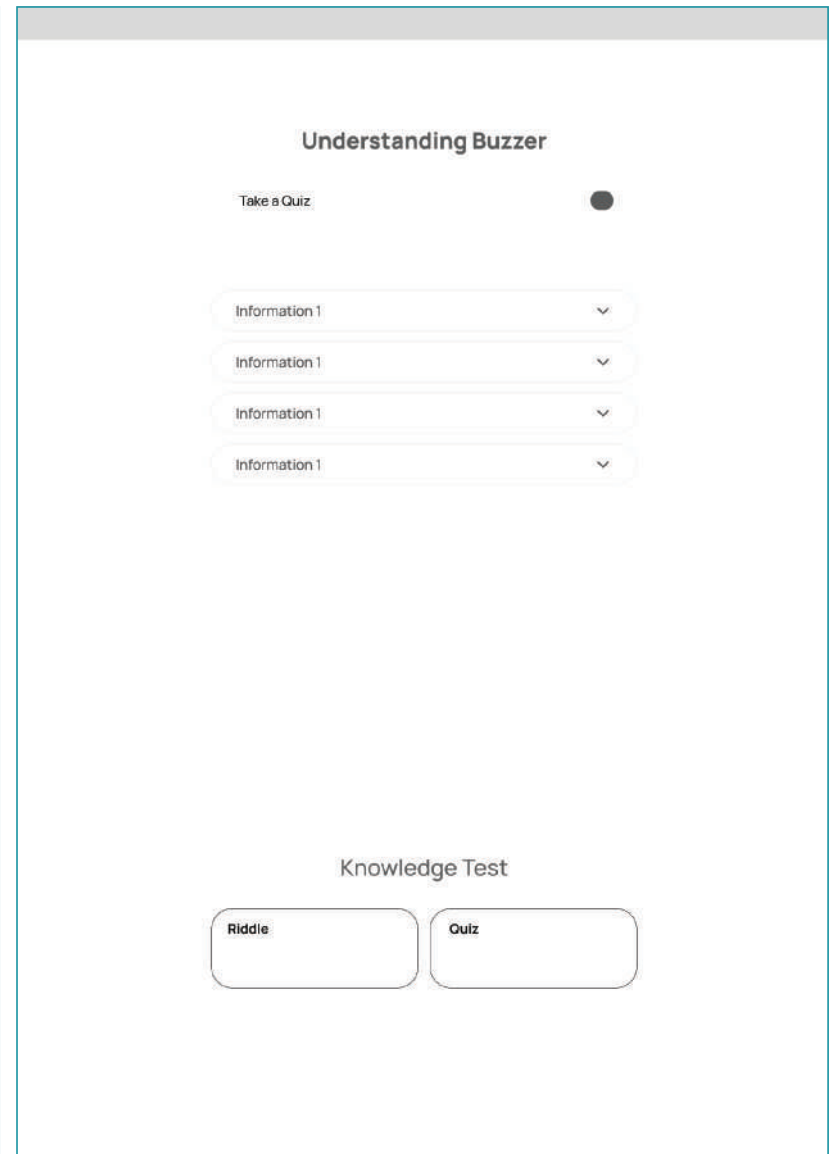 Understanding Buzzer
Take a Quiz
Information 1
Information 1
Information 1
Information 1
Knowledge Test
Riddle
Quiz